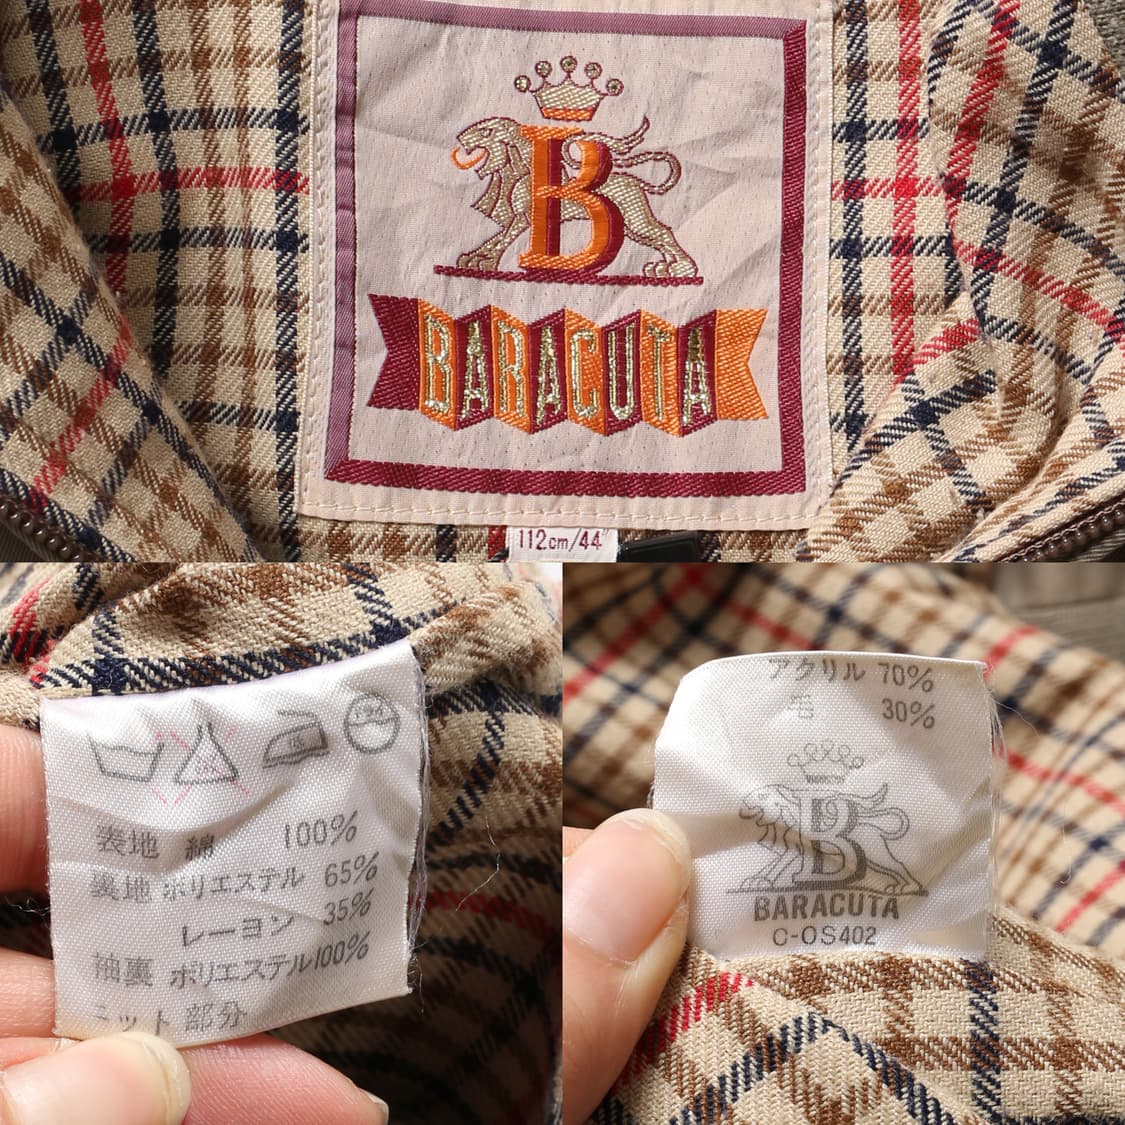 B
BARACUTA
112cm/44"
表地 綿 100%
裏地 ポリエステル 65%
レーヨン 35%
袖裏 ポリエステル100%
ニット部分
アクリル 70%
毛 30%
B
BARACUTA
C-OS402